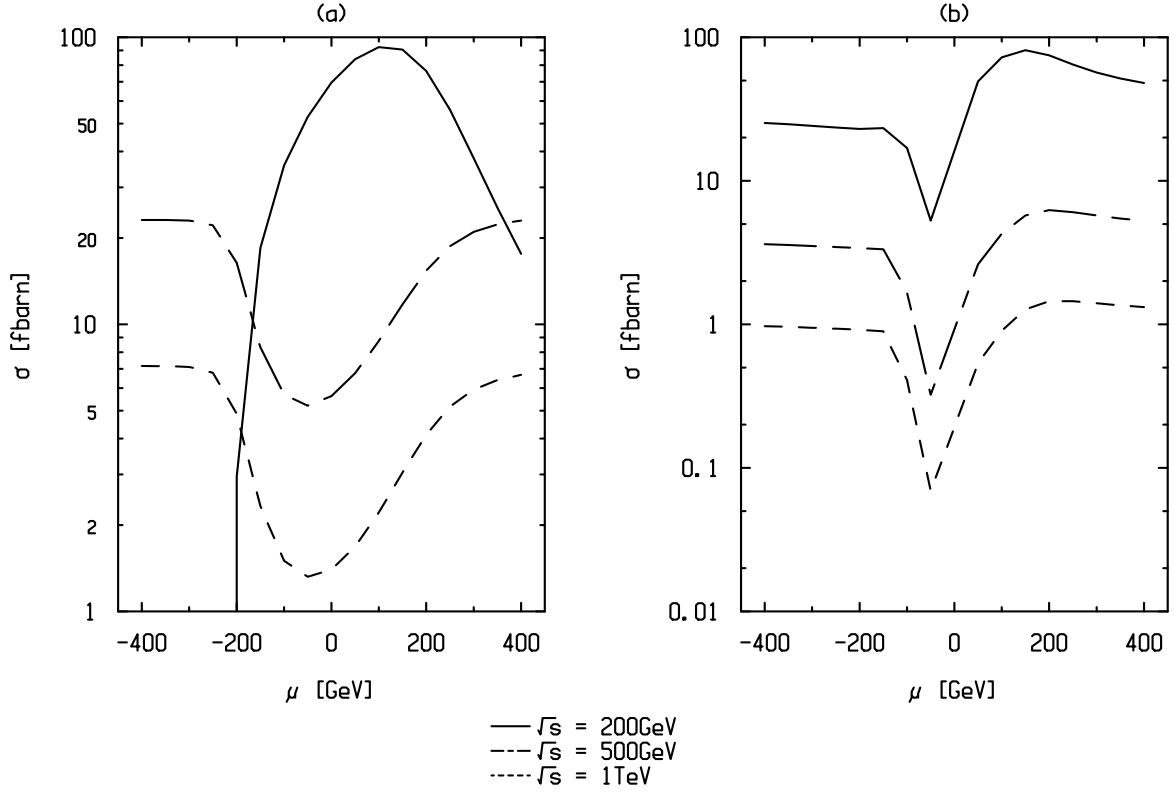 (a)
100
50
20
10
5
2
1
-400 -200 0 200 400
σ [fbarn]
μ [GeV]
(b)
100
10
1
0.1
0.01
-400 -200 0 200 400
σ [fbarn]
μ [GeV]
√s = 200GeV
√s = 500GeV
√s = 1TeV